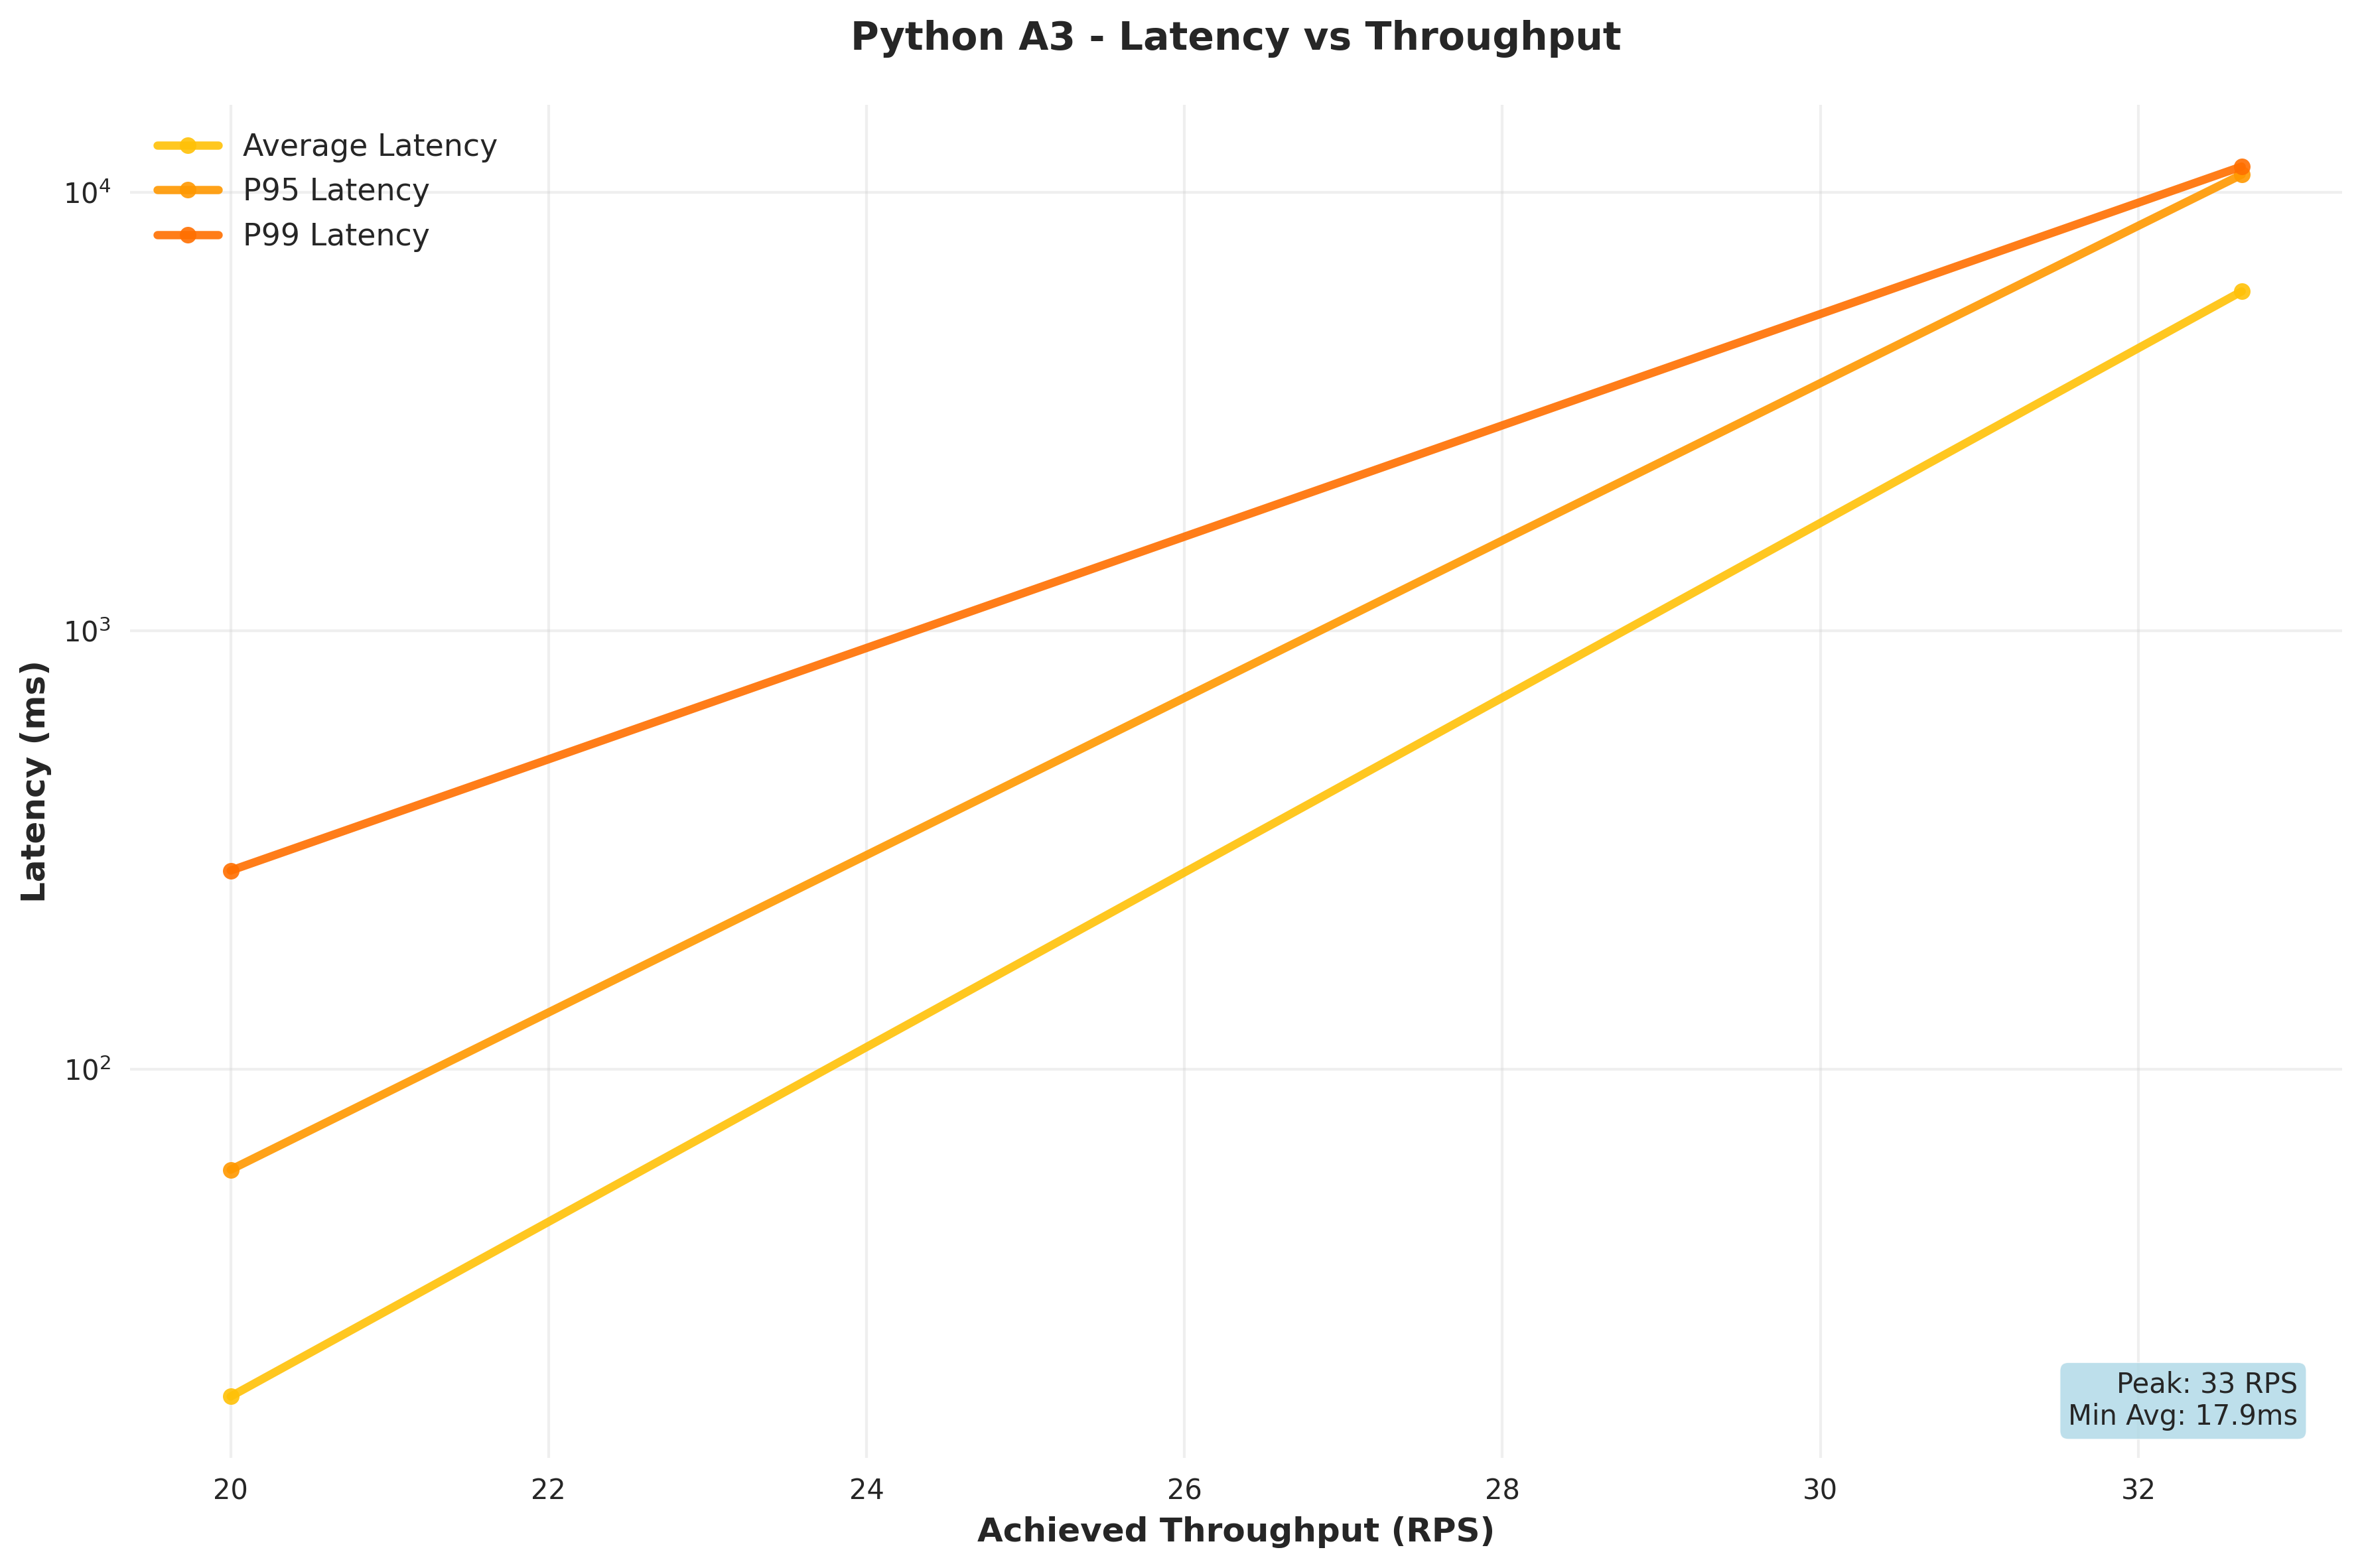 Python A3 - Latency vs Throughput
Average Latency
P95 Latency
P99 Latency
Latency (ms)
10⁴
10³
10²
Peak: 33 RPS
Min Avg: 17.9ms
20 22 24 26 28 30 32
Achieved Throughput (RPS)